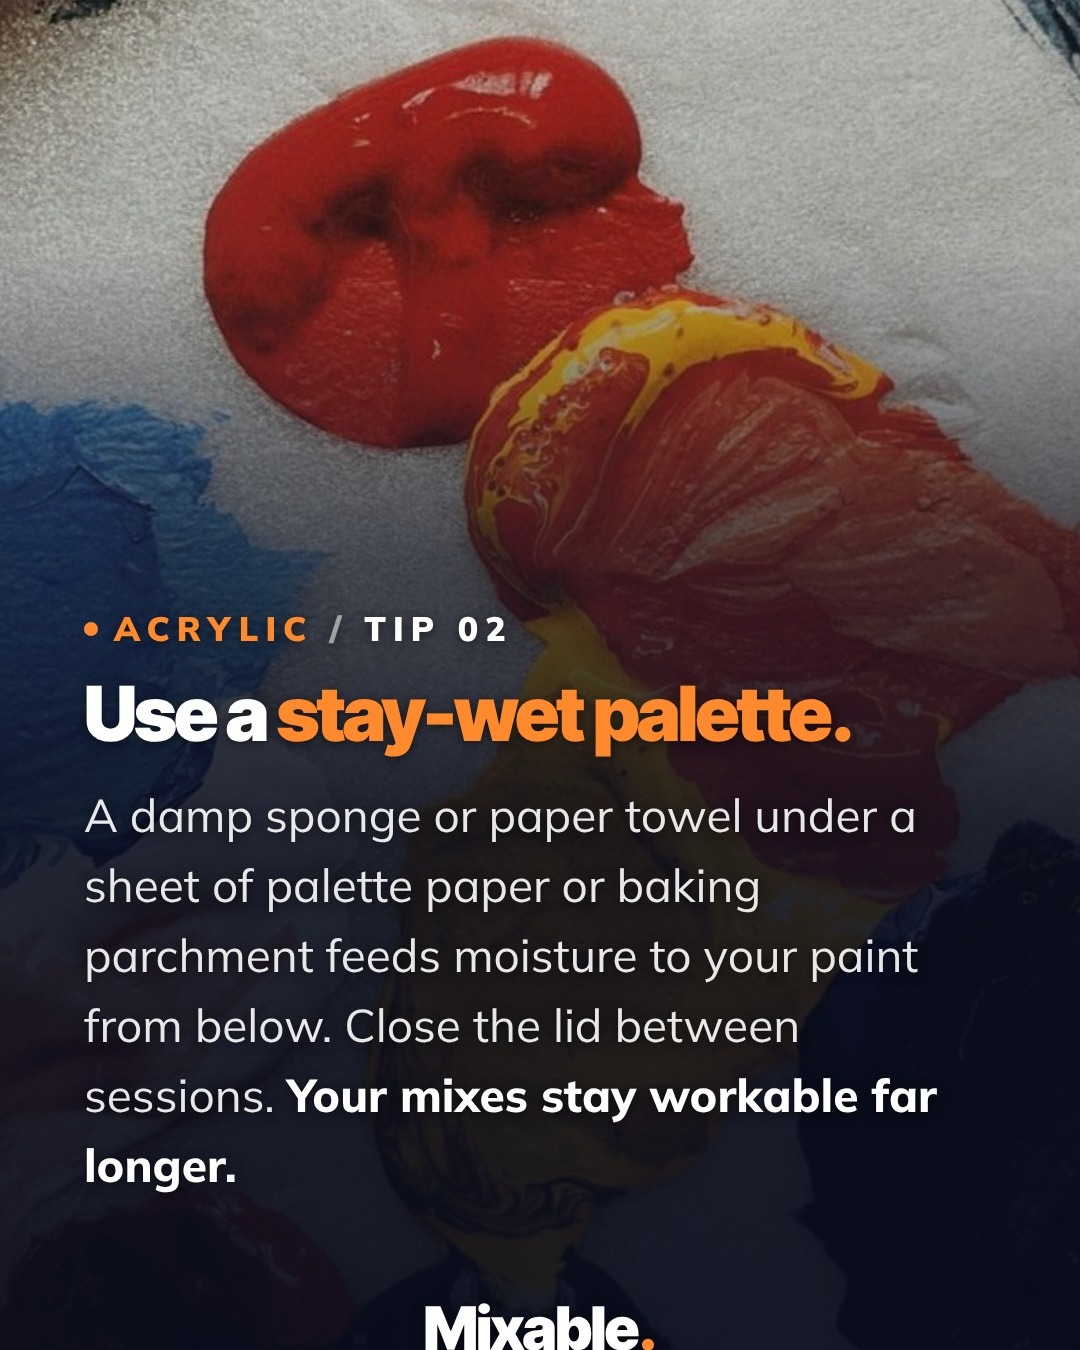 • ACRYLIC / TIP 02
Use a stay-wet palette.
A damp sponge or paper towel under a
sheet of palette paper or baking
parchment feeds moisture to your paint
from below. Close the lid between
sessions. Your mixes stay workable far
longer.
Mixable.